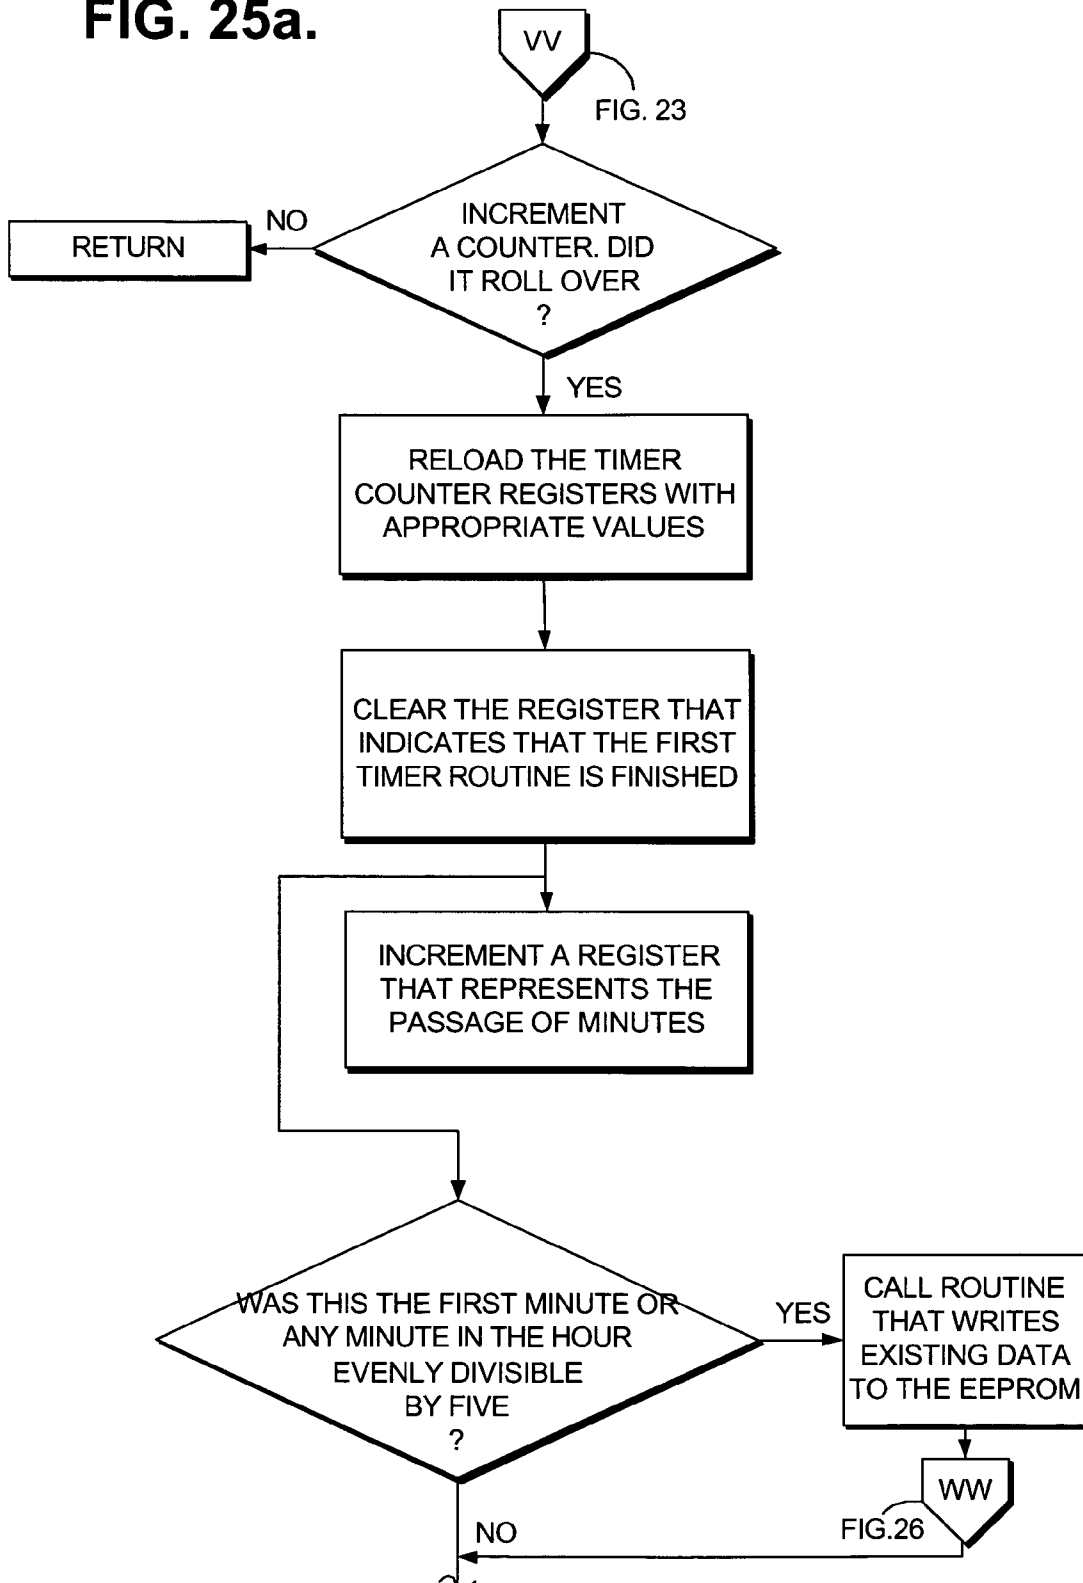 FIG. 25a.
VV
FIG. 23
INCREMENT
A COUNTER. DID
IT ROLL OVER
?
NO
RETURN
YES
RELOAD THE TIMER
COUNTER REGISTERS WITH
APPROPRIATE VALUES
CLEAR THE REGISTER THAT
INDICATES THAT THE FIRST
TIMER ROUTINE IS FINISHED
INCREMENT A REGISTER
THAT REPRESENTS THE
PASSAGE OF MINUTES
WAS THIS THE FIRST MINUTE OR
ANY MINUTE IN THE HOUR
EVENLY DIVISIBLE
BY FIVE
?
YES
CALL ROUTINE
THAT WRITES
EXISTING DATA
TO THE EEPROM
WW
FIG.26
NO